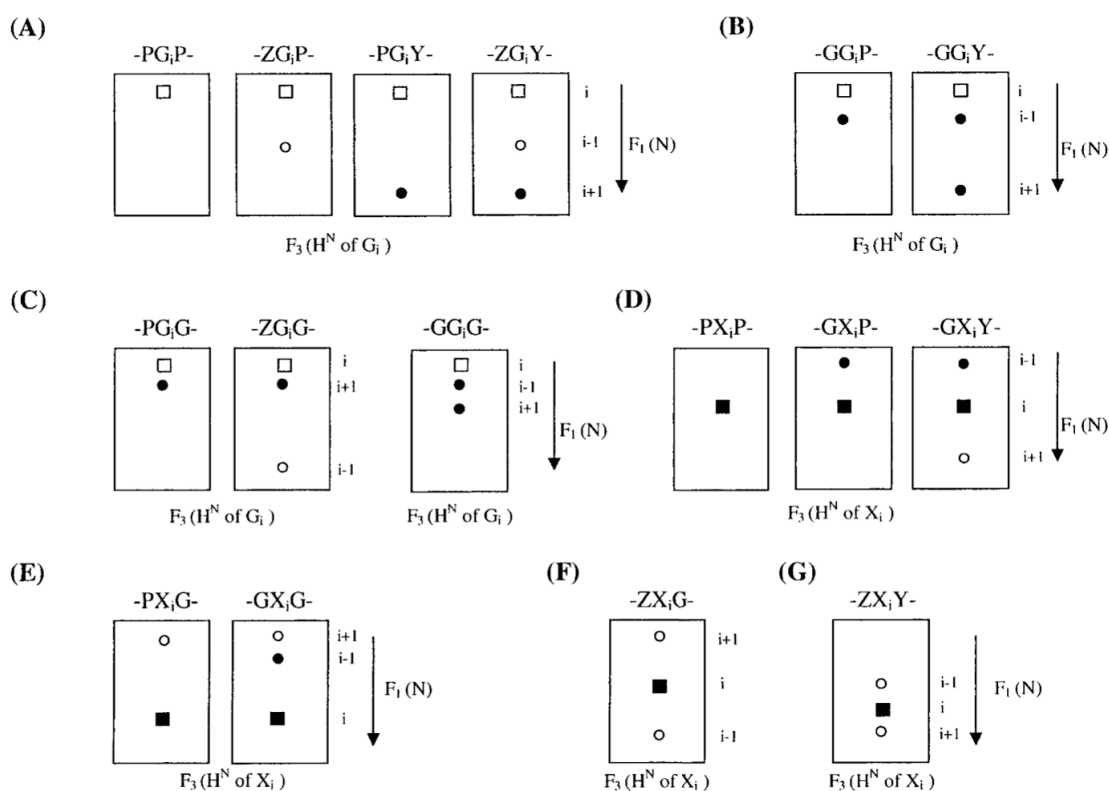 (A)
-PGᵢP- -ZGᵢP- -PGᵢY- -ZGᵢY-
i
i-1
i+1
F₁ (N)
F₃ (Hᴺ of Gᵢ)
(B)
-GGᵢP- -GGᵢY-
i
i-1
i+1
F₁ (N)
F₃ (Hᴺ of Gᵢ)
(C)
-PGᵢG- -ZGᵢG- -GGᵢG-
i
i+1
i-1
i
i-1
i+1
F₁ (N)
F₃ (Hᴺ of Gᵢ) F₃ (Hᴺ of Gᵢ)
(D)
-PXᵢP- -GXᵢP- -GXᵢY-
i-1
i
i+1
F₁ (N)
F₃ (Hᴺ of Xᵢ)
(E)
-PXᵢG- -GXᵢG-
i+1
i-1
i
F₁ (N)
F₃ (Hᴺ of Xᵢ)
(F)
-ZXᵢG-
i+1
i
i-1
F₃ (Hᴺ of Xᵢ)
(G)
-ZXᵢY-
i-1
i
i+1
F₁ (N)
F₃ (Hᴺ of Xᵢ)